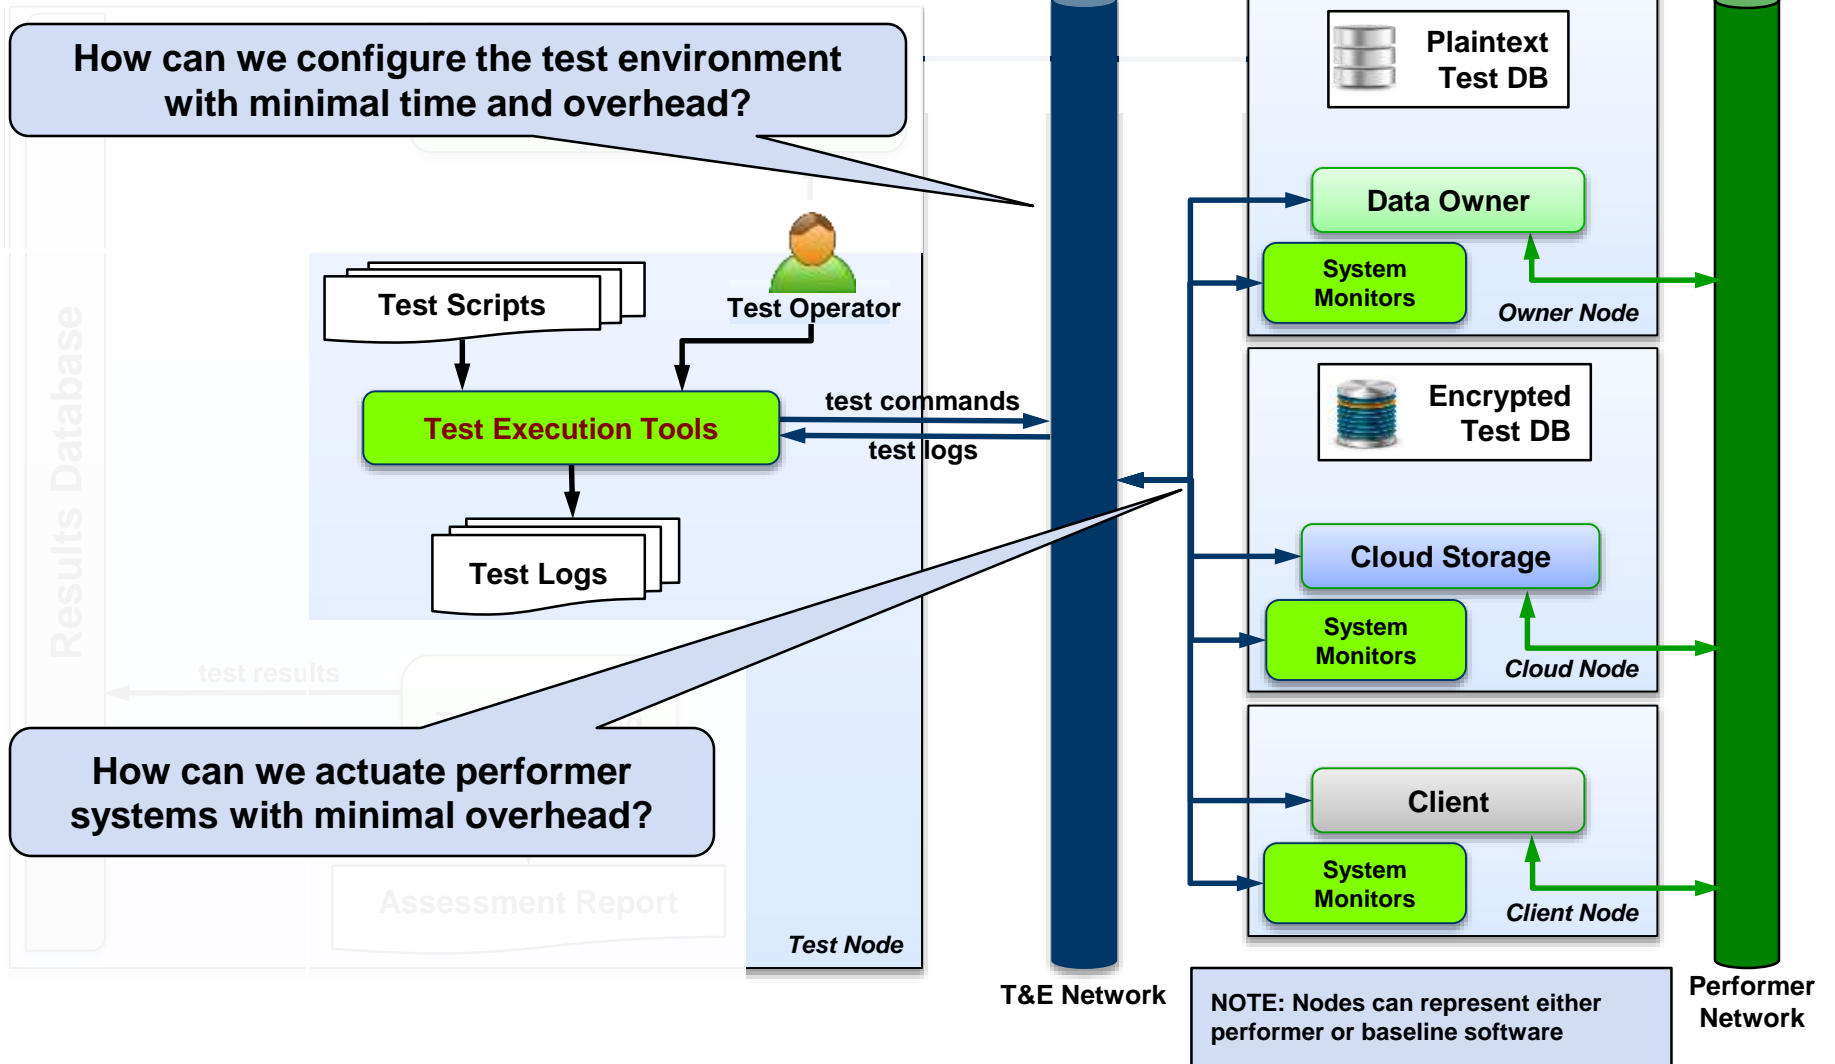 How can we configure the test environment
with minimal time and overhead?
Plaintext
Test DB
Data Owner
System
Monitors
Owner Node
Test Scripts
Test Operator
Test Execution Tools
test commands
test logs
Test Logs
Results Database
test results
Encrypted
Test DB
Cloud Storage
System
Monitors
Cloud Node
How can we actuate performer
systems with minimal overhead?
Client
System
Monitors
Client Node
Assessment Report
Test Node
T&E Network
NOTE: Nodes can represent either
performer or baseline software
Performer
Network